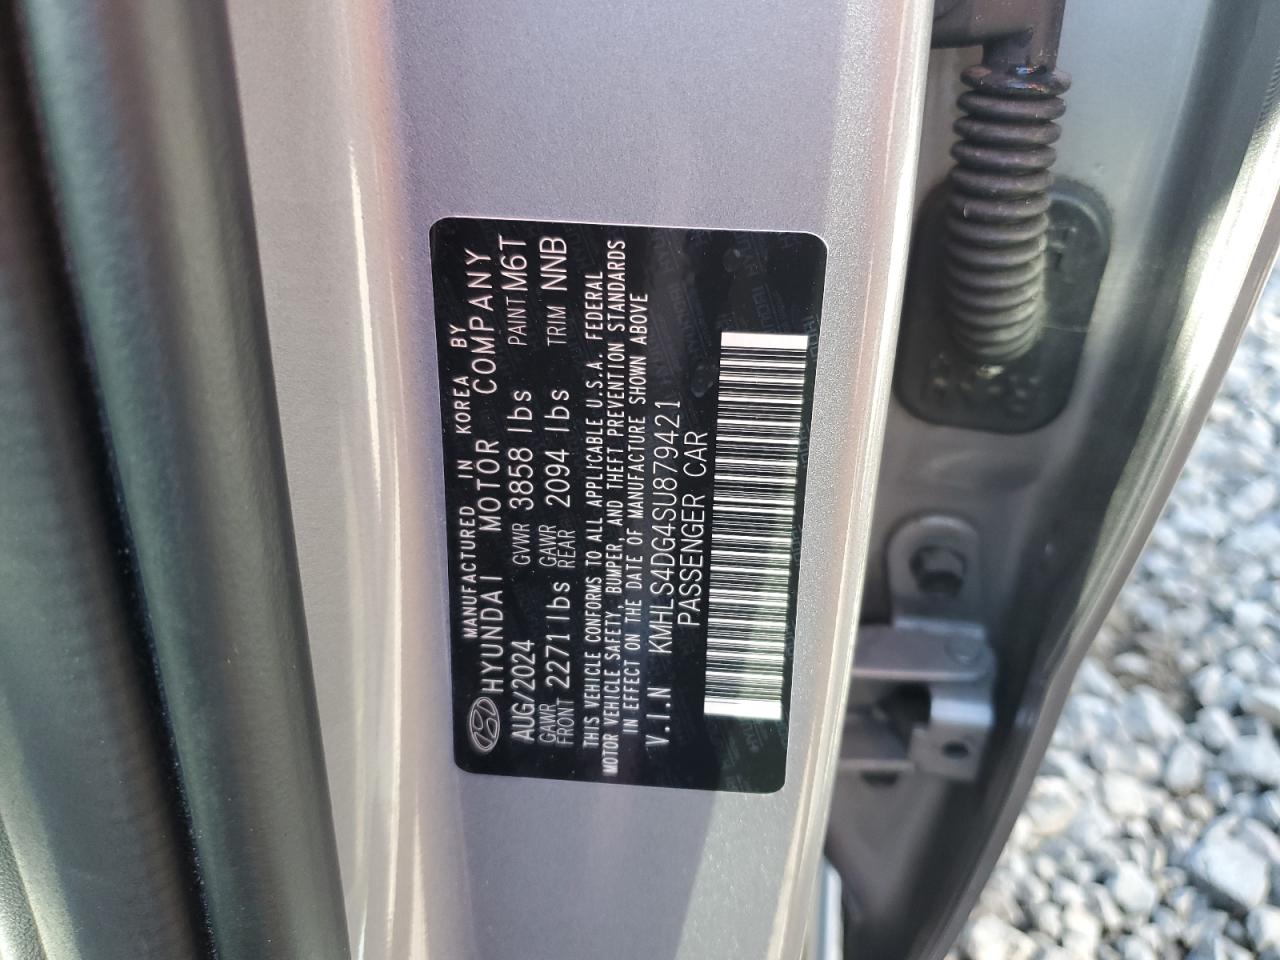 MANUFACTURED IN KOREA BY
HYUNDAI MOTOR COMPANY
AUG/2024 GVWR 3858 lbs PAINT M6T
GAWR FRONT 2271 lbs GAWR REAR 2094 lbs TRIM NNB
THIS VEHICLE CONFORMS TO ALL APPLICABLE U.S.A. FEDERAL
MOTOR VEHICLE SAFETY, BUMPER, AND THEFT PREVENTION STANDARDS
IN EFFECT ON THE DATE OF MANUFACTURE SHOWN ABOVE
V.I.N KMHLS4DG4SU879421
PASSENGER CAR